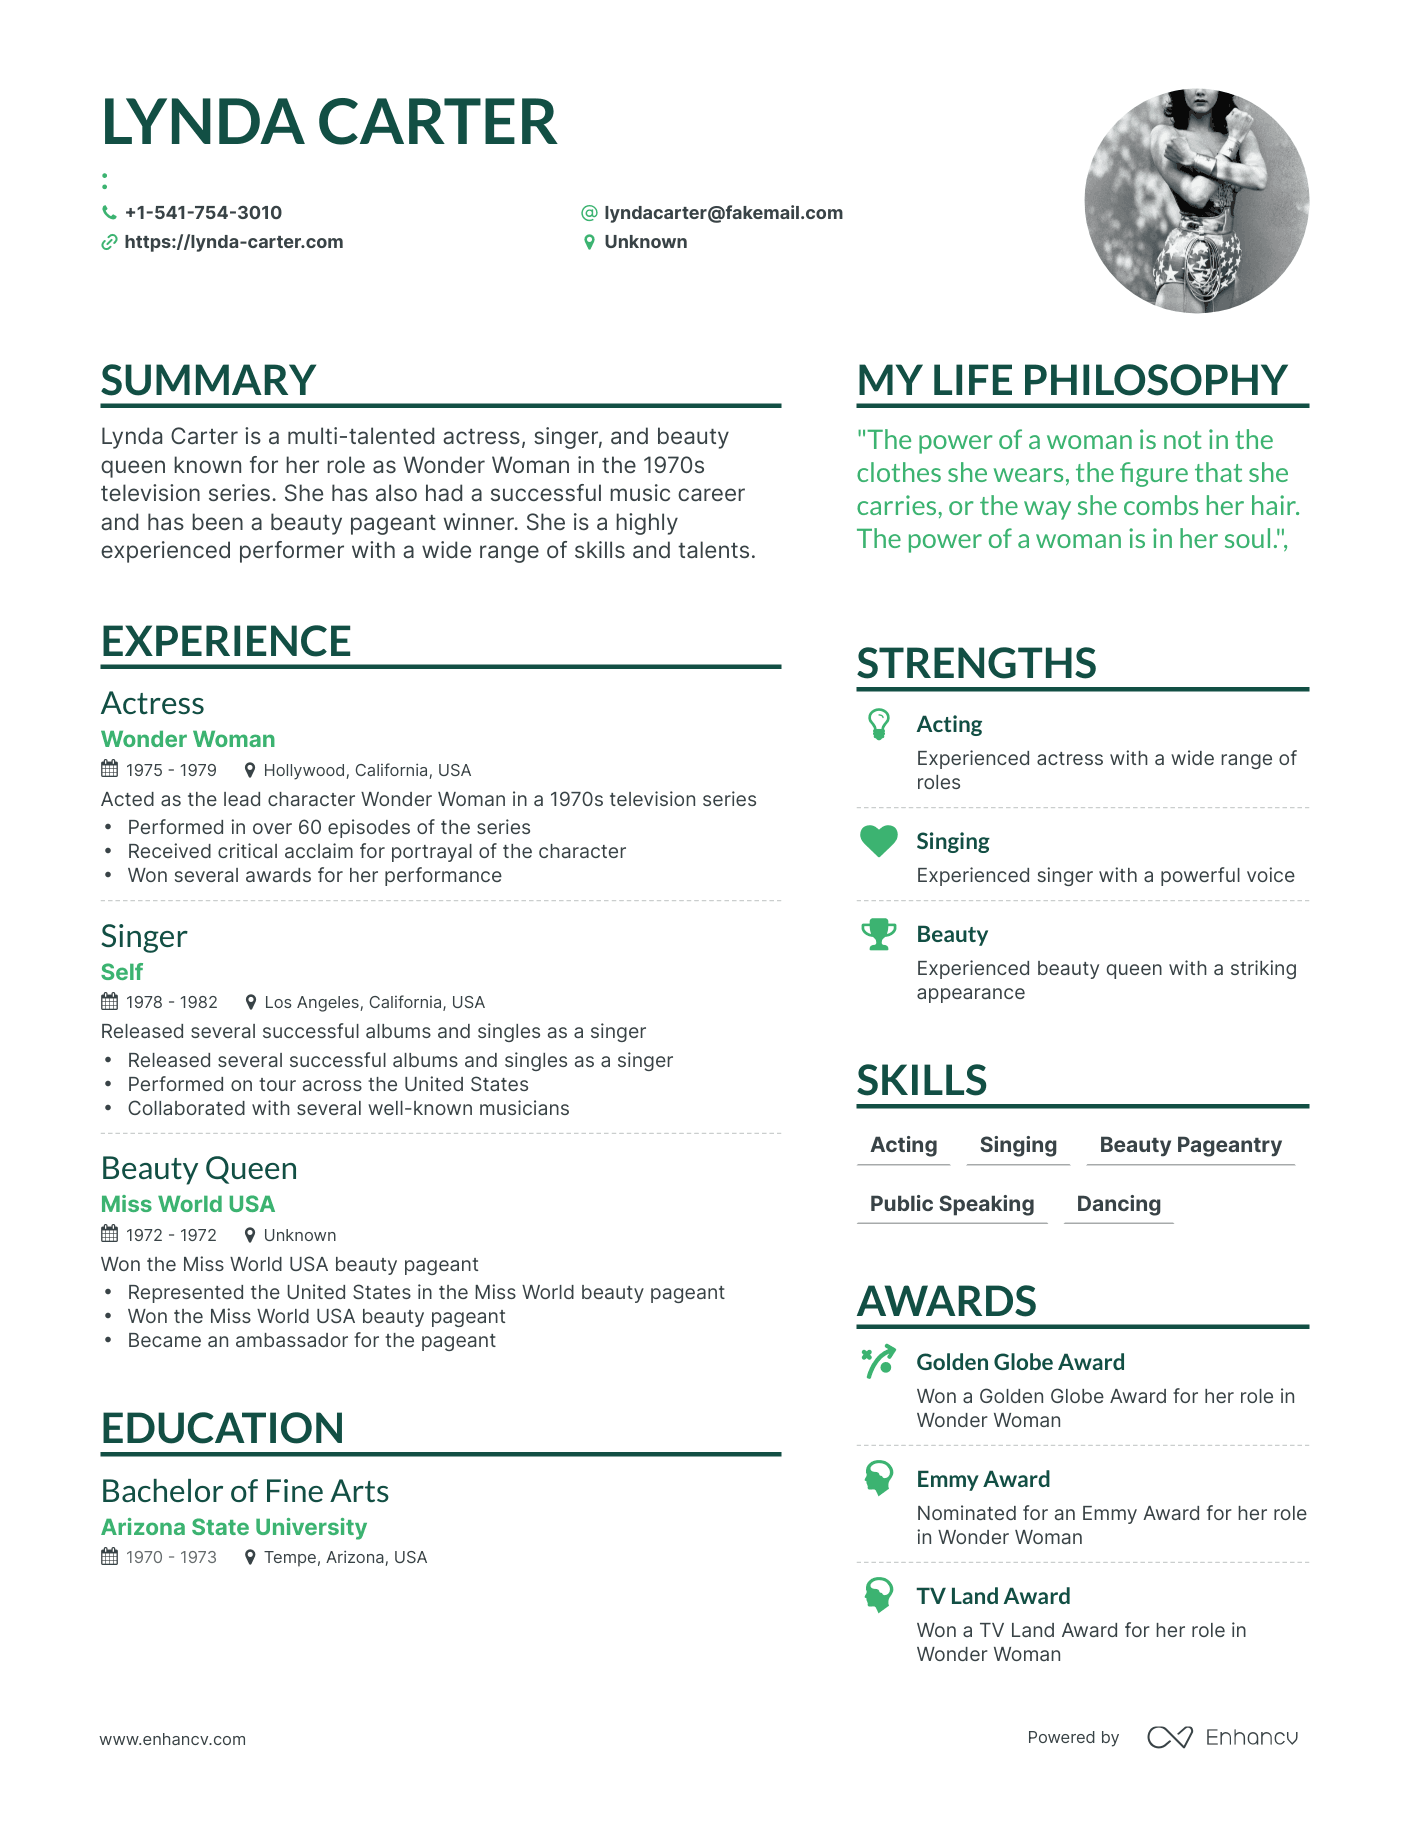 LYNDA CARTER
:
+1-541-754-3010
lyndacarter@fakemail.com
https://lynda-carter.com
Unknown
SUMMARY
Lynda Carter is a multi-talented actress, singer, and beauty
queen known for her role as Wonder Woman in the 1970s
television series. She has also had a successful music career
and has been a beauty pageant winner. She is a highly
experienced performer with a wide range of skills and talents.
EXPERIENCE
Actress
Wonder Woman
1975 - 1979 Hollywood, California, USA
Acted as the lead character Wonder Woman in a 1970s television series
• Performed in over 60 episodes of the series
• Received critical acclaim for portrayal of the character
• Won several awards for her performance
Singer
Self
1978 - 1982 Los Angeles, California, USA
Released several successful albums and singles as a singer
• Released several successful albums and singles as a singer
• Performed on tour across the United States
• Collaborated with several well-known musicians
Beauty Queen
Miss World USA
1972 - 1972 Unknown
Won the Miss World USA beauty pageant
• Represented the United States in the Miss World beauty pageant
• Won the Miss World USA beauty pageant
• Became an ambassador for the pageant
EDUCATION
Bachelor of Fine Arts
Arizona State University
1970 - 1973 Tempe, Arizona, USA
MY LIFE PHILOSOPHY
"The power of a woman is not in the
clothes she wears, the figure that she
carries, or the way she combs her hair.
The power of a woman is in her soul.",
STRENGTHS
Acting
Experienced actress with a wide range of
roles
Singing
Experienced singer with a powerful voice
Beauty
Experienced beauty queen with a striking
appearance
SKILLS
Acting Singing Beauty Pageantry
Public Speaking Dancing
AWARDS
Golden Globe Award
Won a Golden Globe Award for her role in
Wonder Woman
Emmy Award
Nominated for an Emmy Award for her role
in Wonder Woman
TV Land Award
Won a TV Land Award for her role in
Wonder Woman
www.enhancv.com
Powered by Enhancv